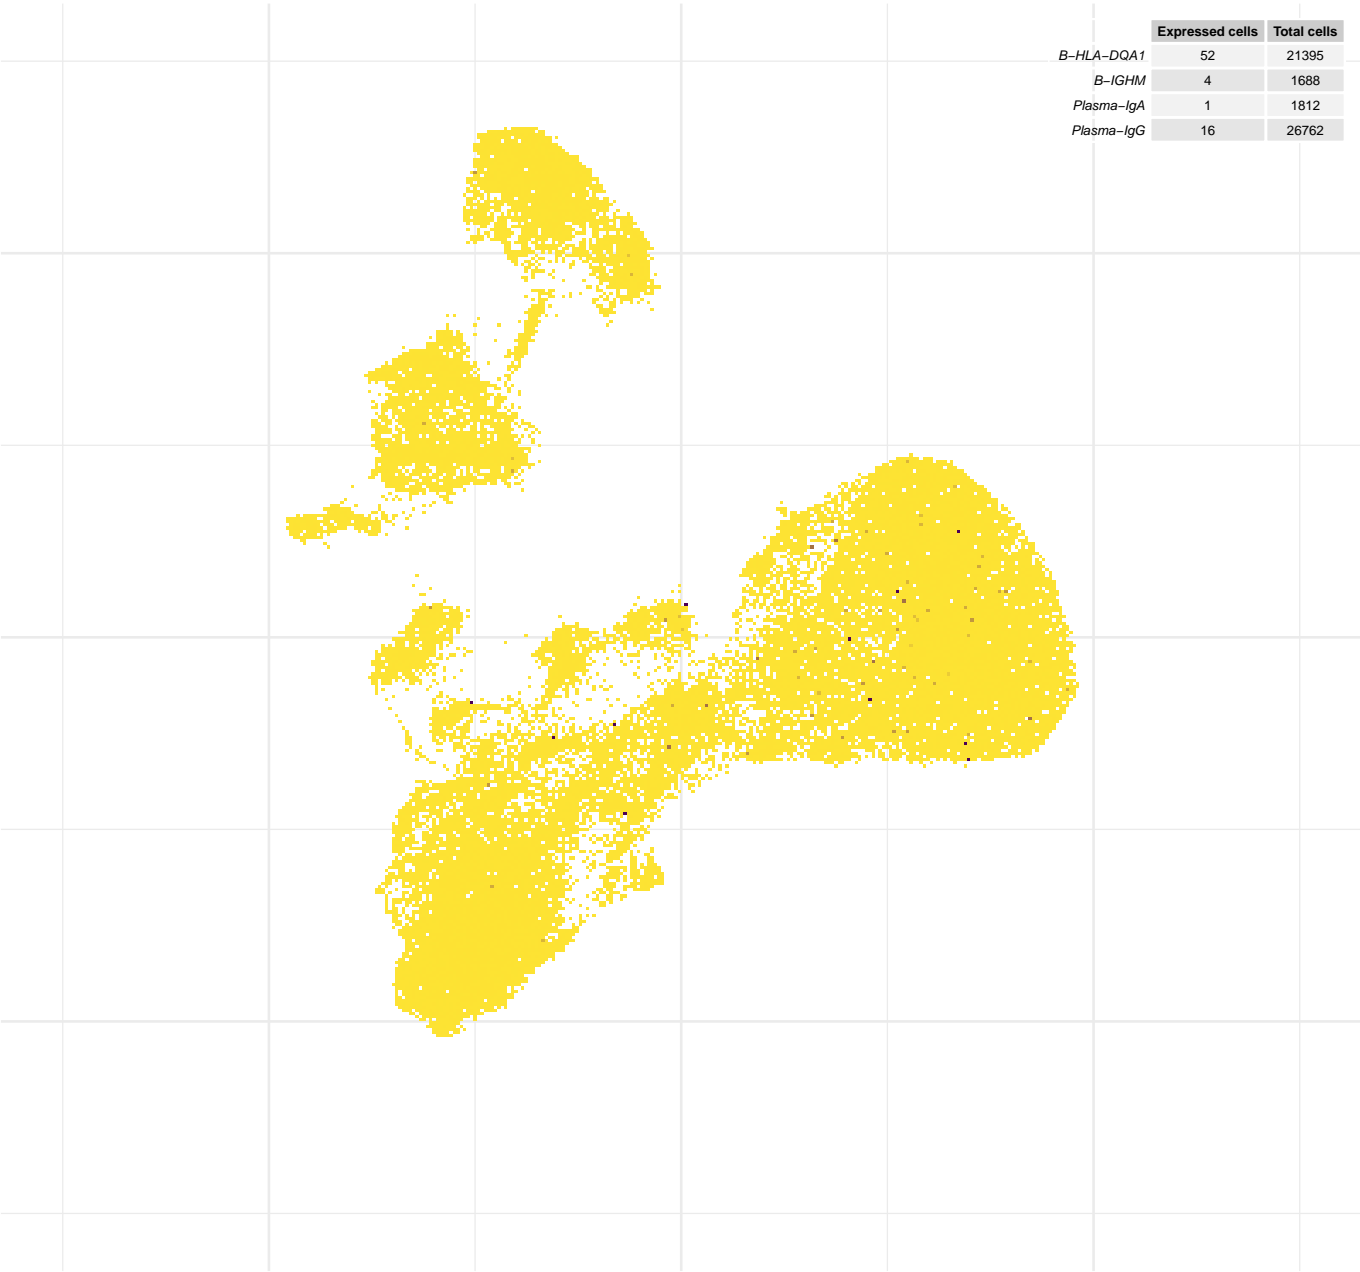 Expressed cells Total cells
B−HLA−DQA1 52 21395
B−IGHM 4 1688
Plasma−IgA 1 1812
Plasma−IgG 16 26762